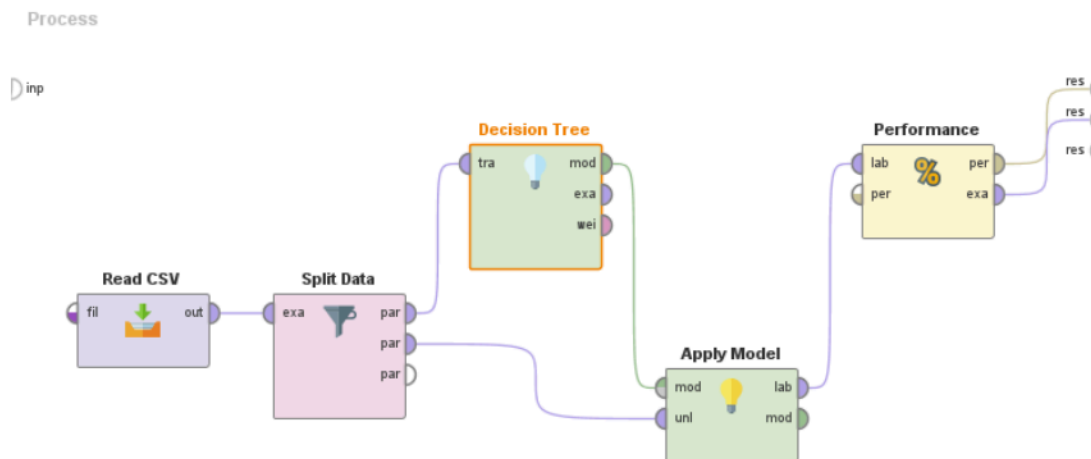 Process
inp
res
res
res
Decision Tree
tra
mod
exa
wei
Performance
lab
per
%
per
exa
Read CSV
fil
out
Split Data
exa
par
par
par
Apply Model
mod
lab
unl
mod